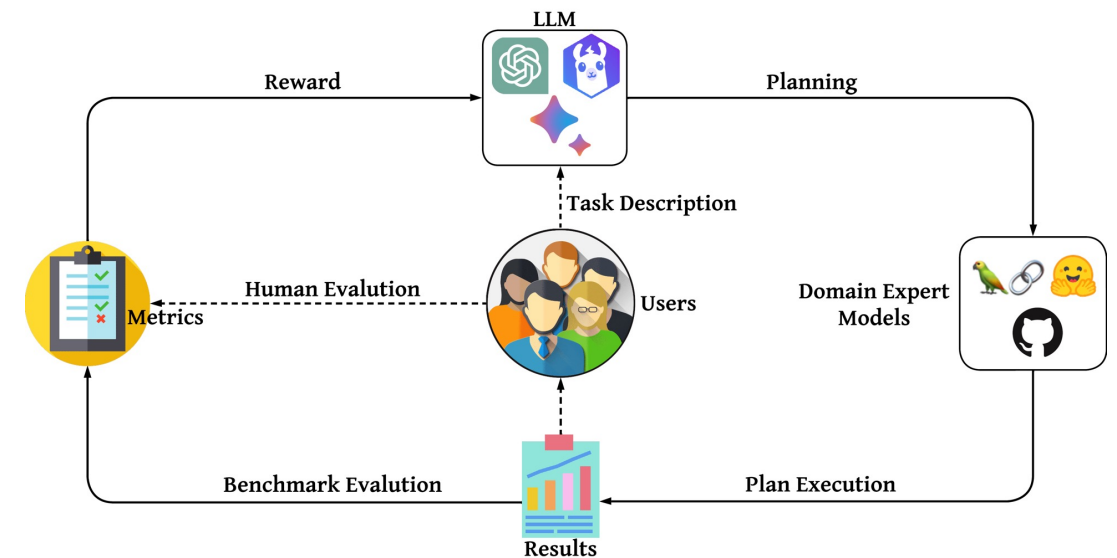 LLM
Reward
Planning
Task Description
Human Evalution
Metrics
Users
Domain Expert
Models
Benchmark Evalution
Plan Execution
Results